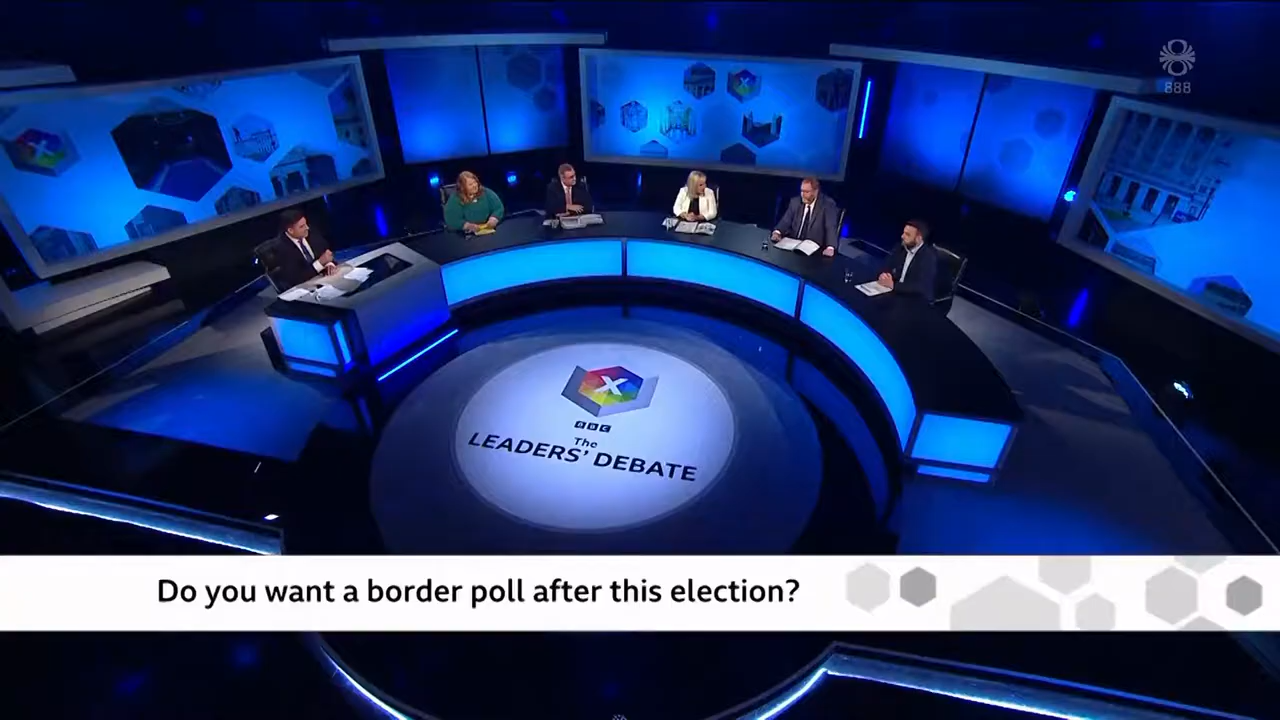 888
X
BBC
The
LEADERS' DEBATE
Do you want a border poll after this election?